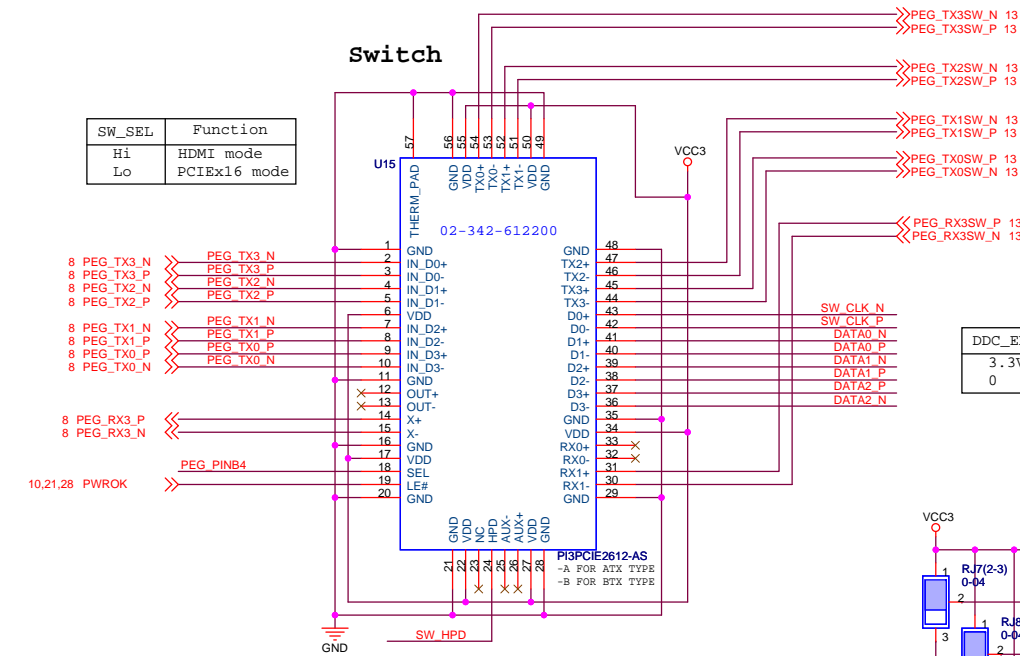 Switch
SW_SEL Function
Hi HDMI mode
Lo PCIEx16 mode
PEG_TX3SW_N 13
PEG_TX3SW_P 13
PEG_TX2SW_N 13
PEG_TX2SW_P 13
PEG_TX1SW_N 13
PEG_TX1SW_P 13
PEG_TX0SW_P 13
PEG_TX0SW_N 13
PEG_RX3SW_P 13
PEG_RX3SW_N 13
VCC3
U15
57 56 55 54 53 52 51 50 49
THERM_PAD GND VDD TX0+ TX0- TX1+ TX1- VDD GND
02-342-612200
8 PEG_TX3_N PEG_TX3_N
8 PEG_TX3_P PEG_TX3_P
8 PEG_TX2_N PEG_TX2_N
8 PEG_TX2_P PEG_TX2_P
8 PEG_TX1_N PEG_TX1_N
8 PEG_TX1_P PEG_TX1_P
8 PEG_TX0_P PEG_TX0_P
8 PEG_TX0_N PEG_TX0_N
8 PEG_RX3_P
8 PEG_RX3_N
PEG_PINB4
10,21,28 PWROK
1 GND
2 IN_D0+
3 IN_D0-
4 IN_D1+
5 IN_D1-
6 VDD
7 IN_D2+
8 IN_D2-
9 IN_D3+
10 IN_D3-
11 GND
12 OUT+
13 OUT-
14 X+
15 X-
16 GND
17 VDD
18 SEL
19 LE#
20 GND
GND 48
TX2+ 47
TX2- 46
TX3+ 45
TX3- 44
D0+ 43 SW_CLK_N
D0- 42 SW_CLK_P
D1+ 41 DATA0_N
D1- 40 DATA0_P
D2+ 39 DATA1_N
D2- 38 DATA1_P
D3+ 37 DATA2_P
D3- 36 DATA2_N
GND 35
VDD 34
RX0+ 33
RX0- 32
RX1+ 31
RX1- 30
GND 29
GND VDD NC HPD AUX- AUX+ VDD GND
21 22 23 24 25 26 27 28
PI3PCIE2612-AS
-A FOR ATX TYPE
-B FOR BTX TYPE
SW_HPD
GND
3.3V
0
VCC3
1
RJ7(2-3)
0-04
2
3
1
2